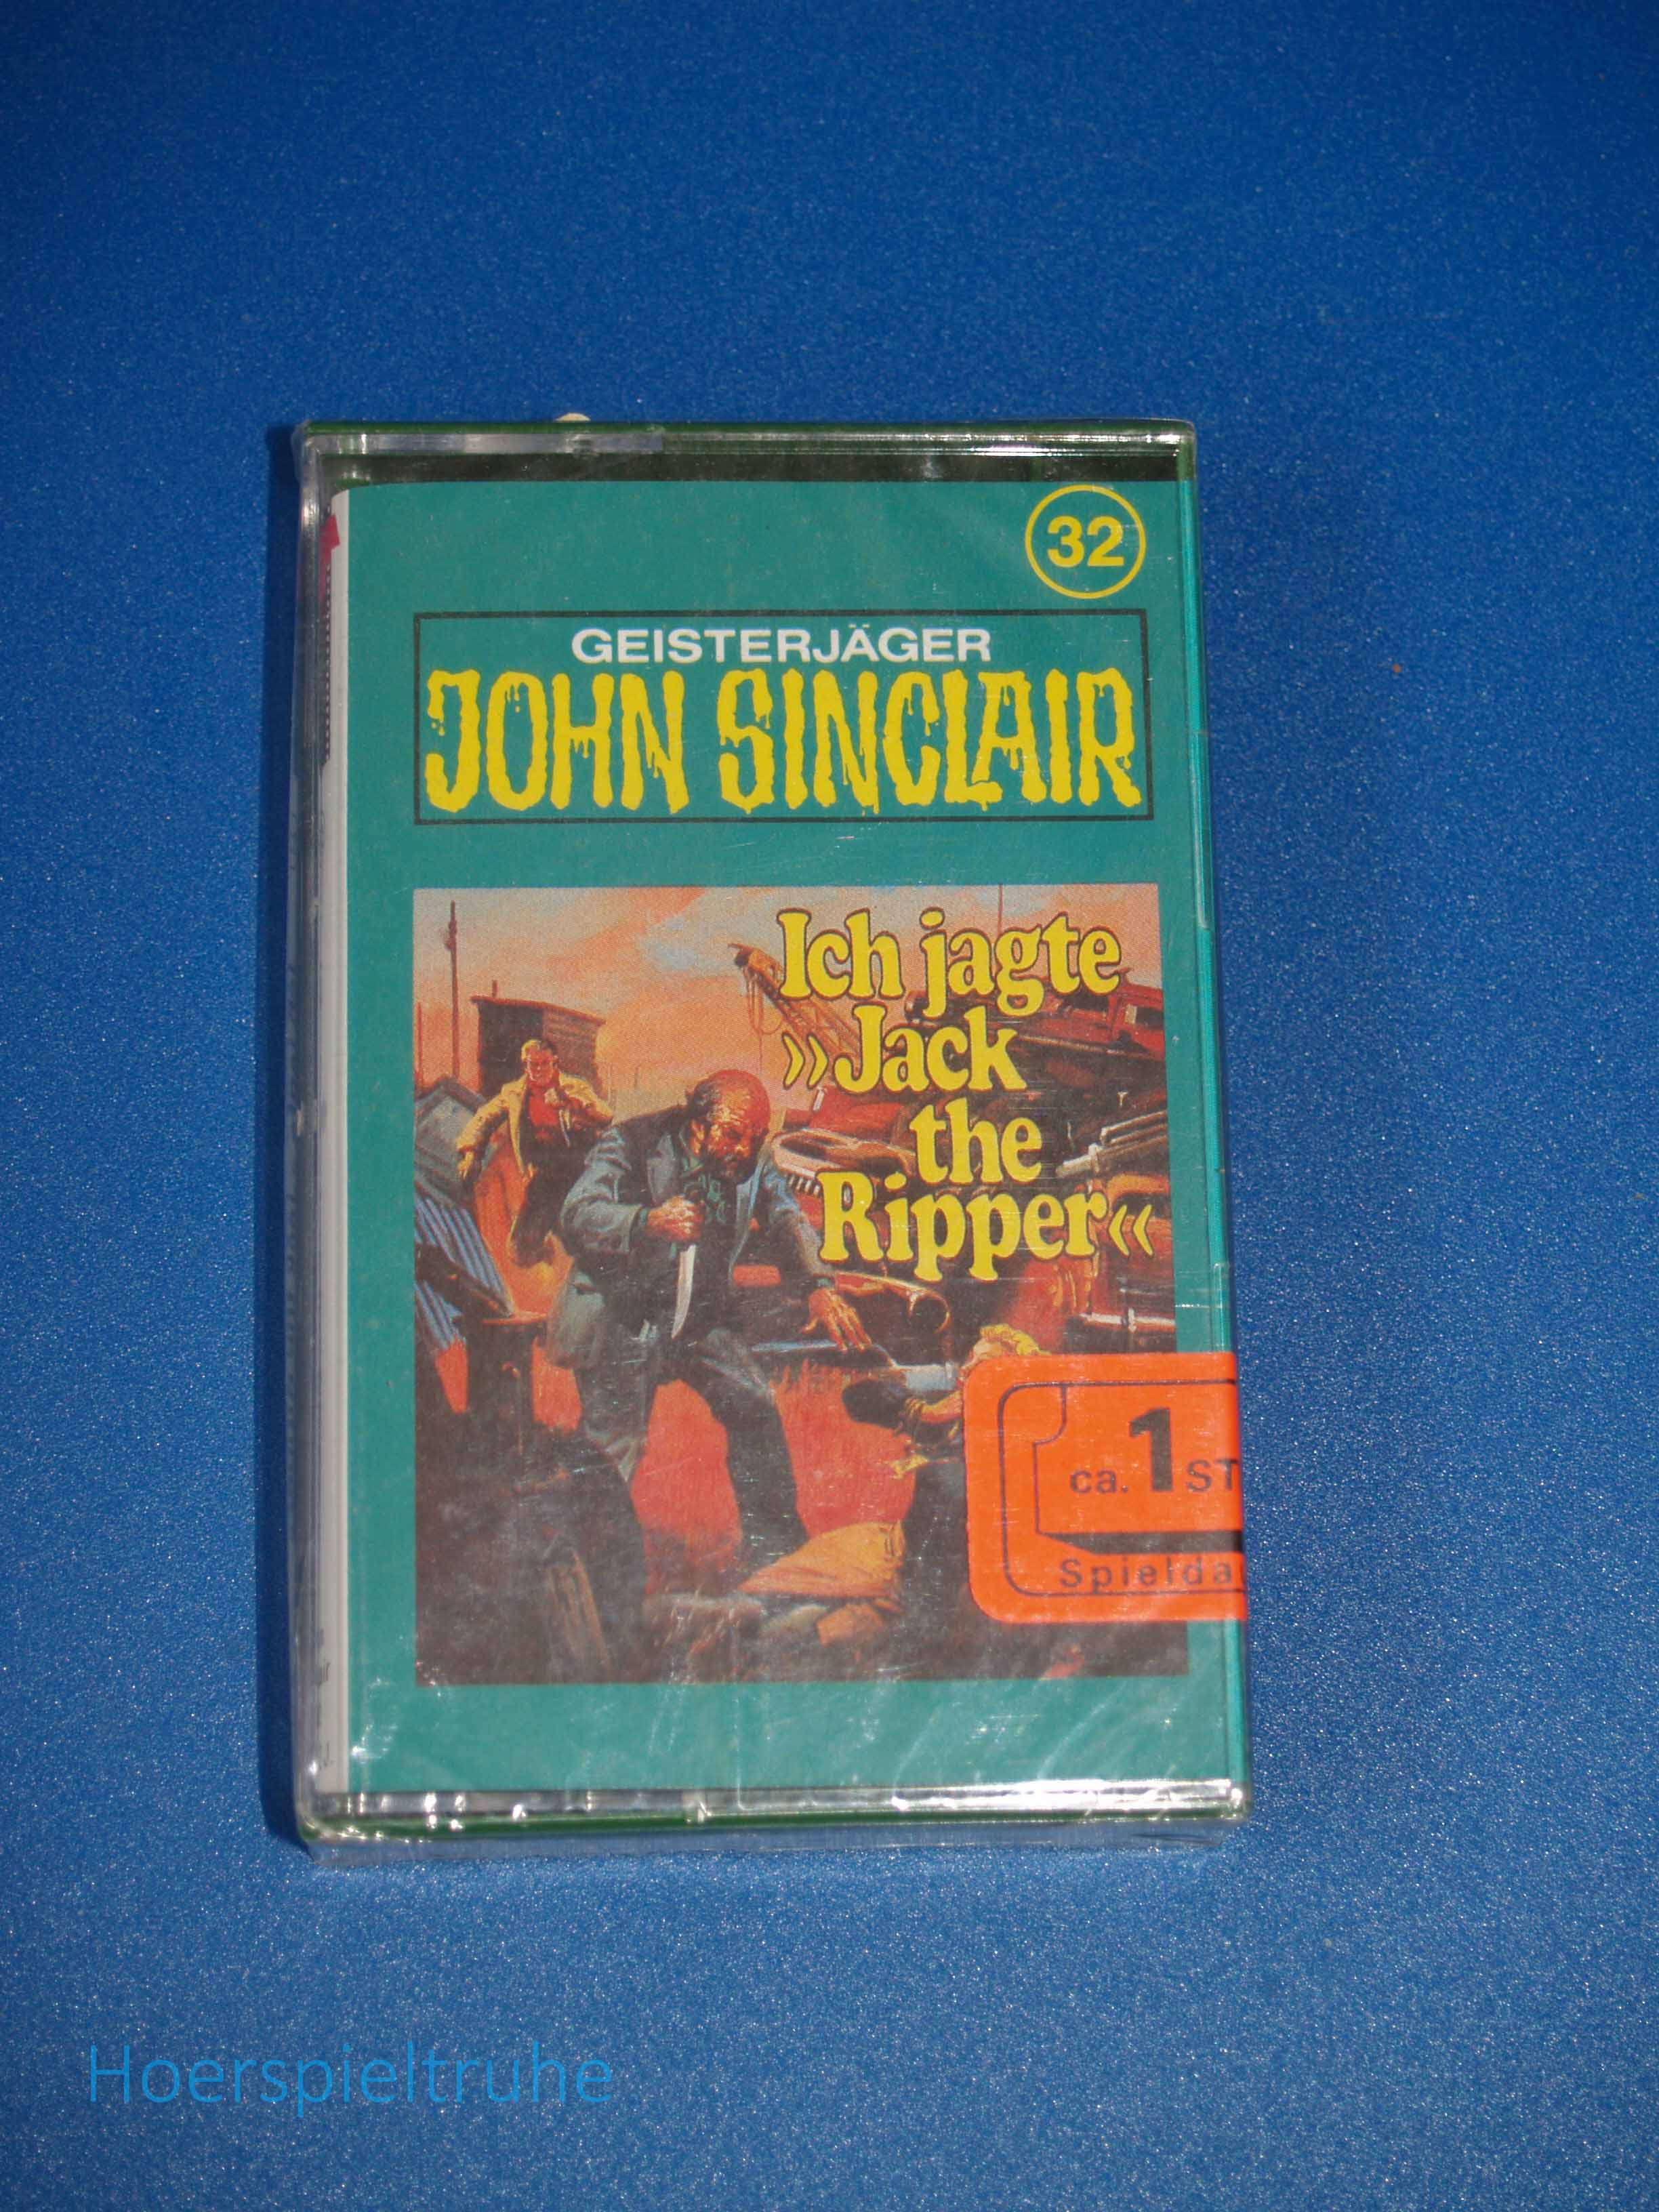 32
GEISTERJÄGER
JOHN SINCLAIR
Ich jagte
»Jack
the
Ripper«
ca. 1 ST
Spielda
Hoerspieltruhe